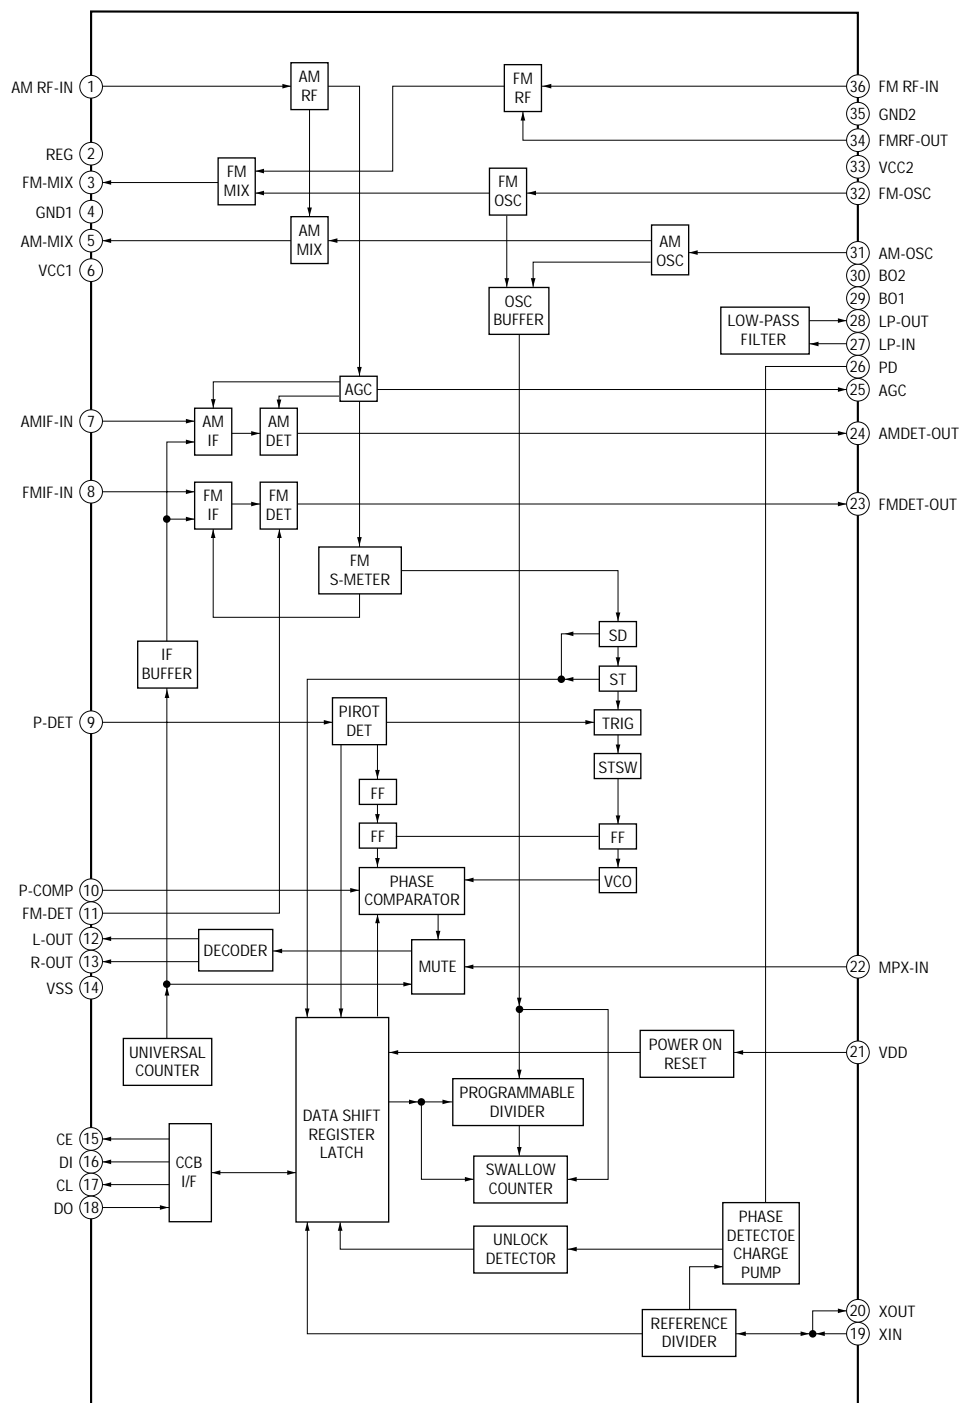 AM RF-IN 1
AM
RF
FM
RF
36 FM RF-IN
35 GND2
34 FMRF-OUT
REG 2
33 VCC2
FM-MIX 3
FM
MIX
FM
OSC
32 FM-OSC
GND1 4
AM-MIX 5
AM
MIX
AM
OSC
31 AM-OSC
VCC1 6
30 BO2
OSC
BUFFER
29 BO1
LOW-PASS
FILTER
28 LP-OUT
27 LP-IN
26 PD
AGC
25 AGC
AMIF-IN 7
AM
IF
AM
DET
24 AMDET-OUT
FMIF-IN 8
FM
IF
FM
DET
23 FMDET-OUT
FM
S-METER
SD
IF
BUFFER
ST
P-DET 9
PIROT
DET
TRIG
STSW
FF
FF
FF
P-COMP 10
PHASE
COMPARATOR
VCO
FM-DET 11
L-OUT 12
DECODER
R-OUT 13
MUTE
22 MPX-IN
VSS 14
UNIVERSAL
COUNTER
POWER ON
RESET
21 VDD
DATA SHIFT
REGISTER
LATCH
PROGRAMMABLE
DIVIDER
CE 15
DI 16
CL 17
DO 18
CCB
I/F
SWALLOW
COUNTER
UNLOCK
DETECTOR
PHASE
DETECTOE
CHARGE
PUMP
REFERENCE
DIVIDER
20 XOUT
19 XIN